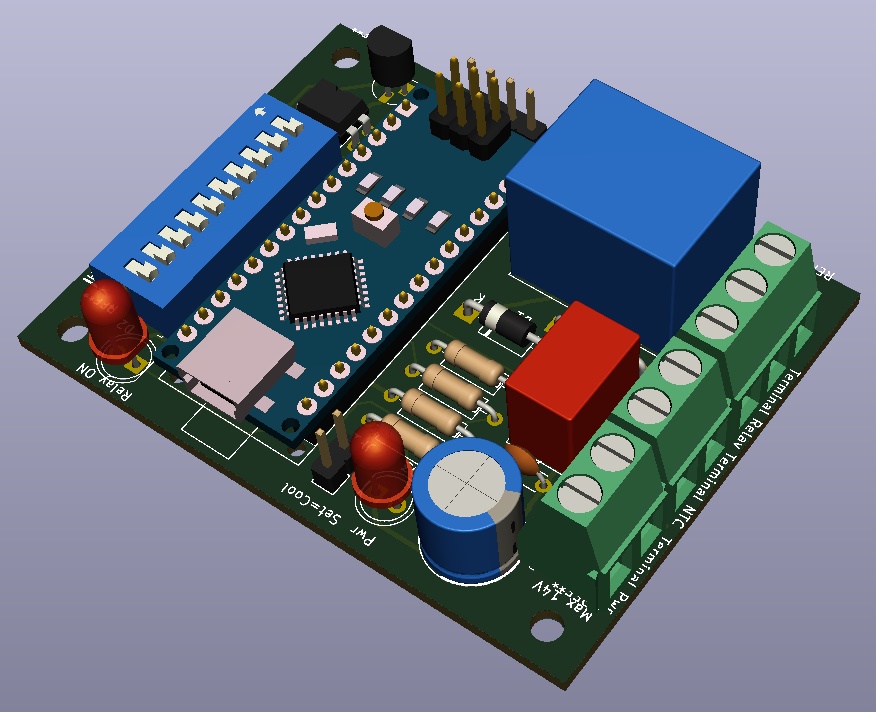 Relay ON
Set=Cool
Pwr
Max 14V
Terminal Pwr
Terminal NTC
Terminal Relay
K